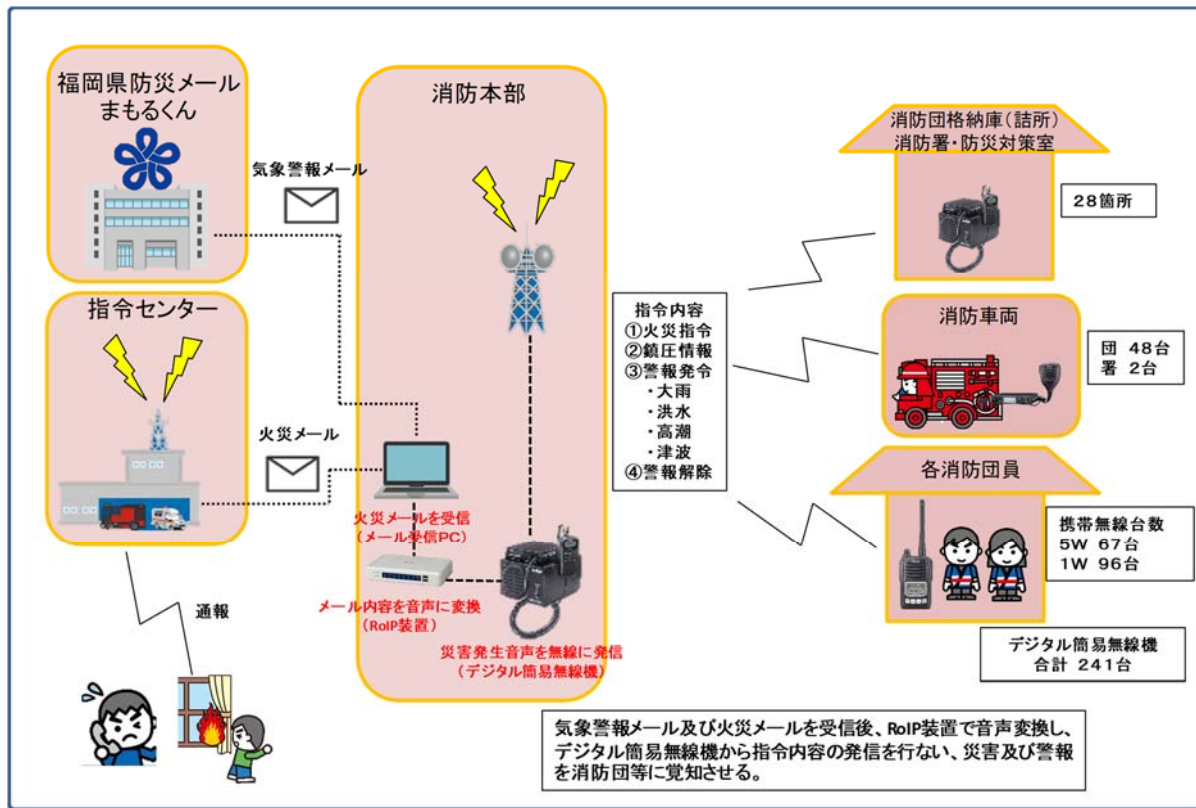 福岡県防災メール
まもるくん
気象警報メール
指令センター
火災メール
通報
消防本部
火災メールを受信
（メール受信PC）
メール内容を音声に変換
（RoIP装置）
災害発生音声を無線に発信
（デジタル簡易無線機）
指令内容
①火災指令
②鎮圧情報
③警報発令
・大雨
・洪水
・高潮
・津波
④警報解除
消防団格納庫（詰所）
消防署・防災対策室
28箇所
消防車両
団 48台
署 2台
各消防団員
携帯無線台数
5W 67台
1W 96台
デジタル簡易無線機
合計 241台
気象警報メール及び火災メールを受信後、RoIP装置で音声変換し、
デジタル簡易無線機から指令内容の発信を行ない、災害及び警報
を消防団等に覚知させる。